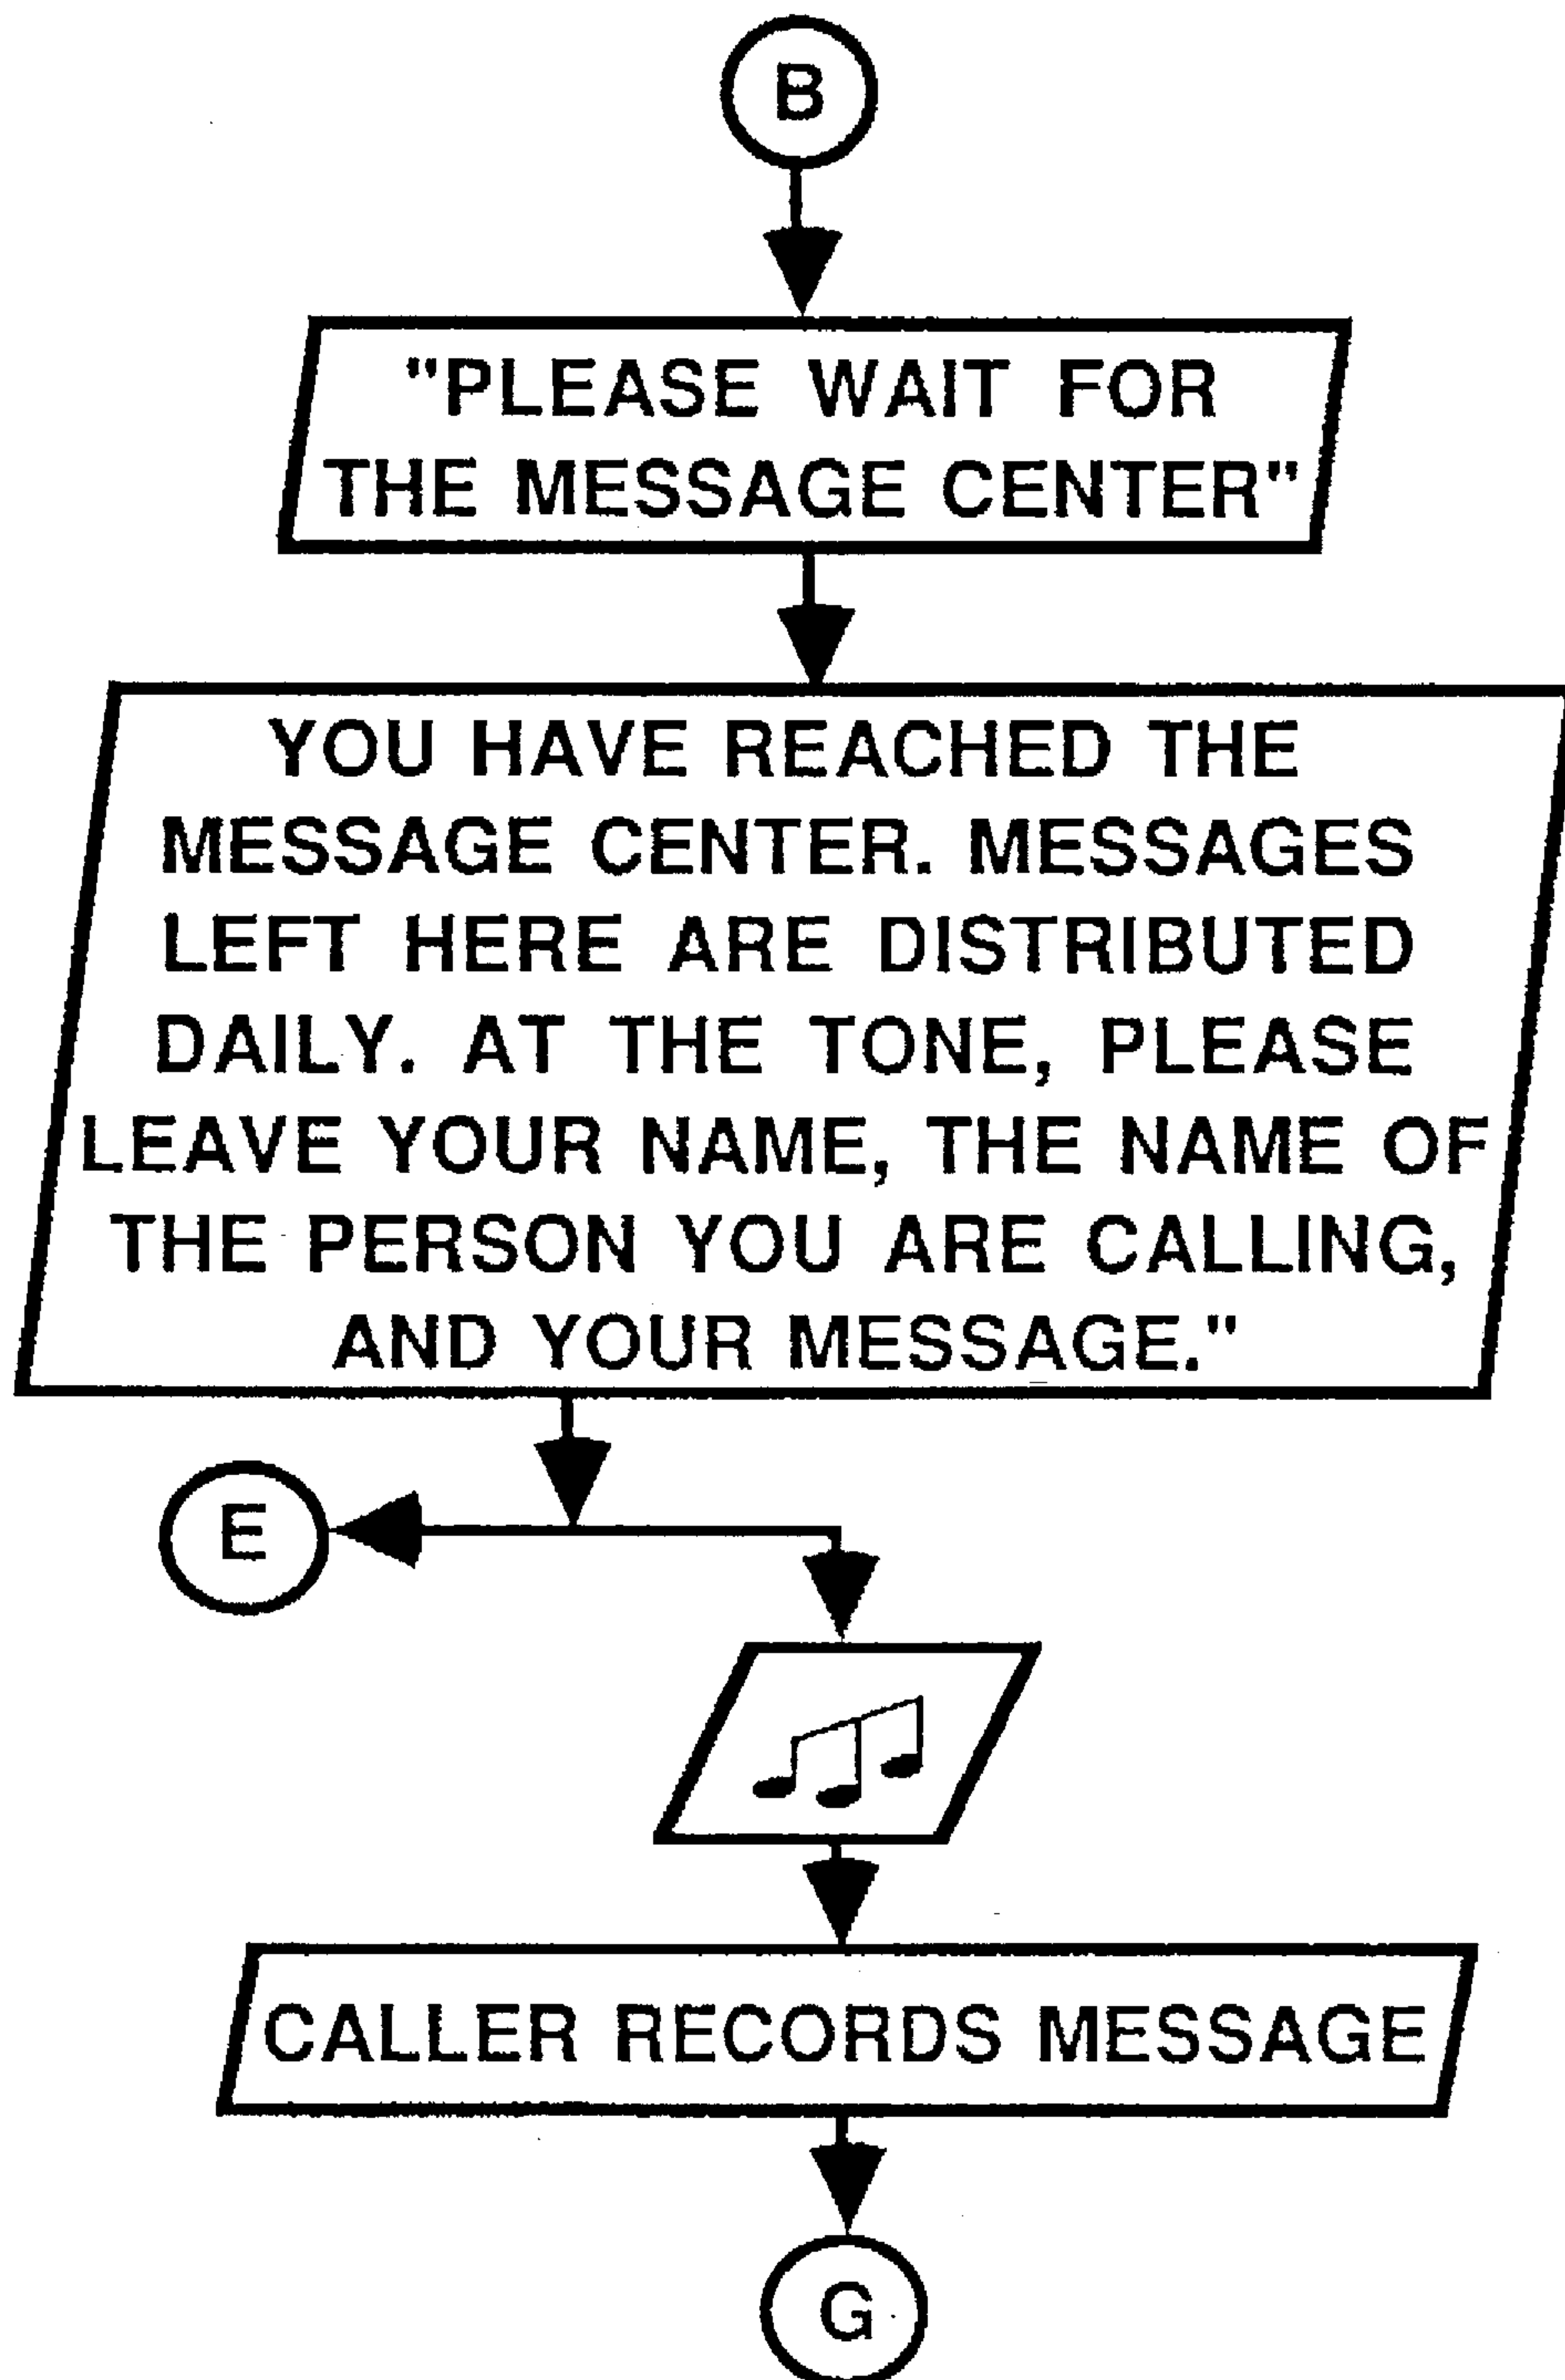 B
"PLEASE WAIT FOR
THE MESSAGE CENTER"
YOU HAVE REACHED THE
MESSAGE CENTER. MESSAGES
LEFT HERE ARE DISTRIBUTED
DAILY. AT THE TONE, PLEASE
LEAVE YOUR NAME, THE NAME OF
THE PERSON YOU ARE CALLING,
AND YOUR MESSAGE."
E
CALLER RECORDS MESSAGE
G